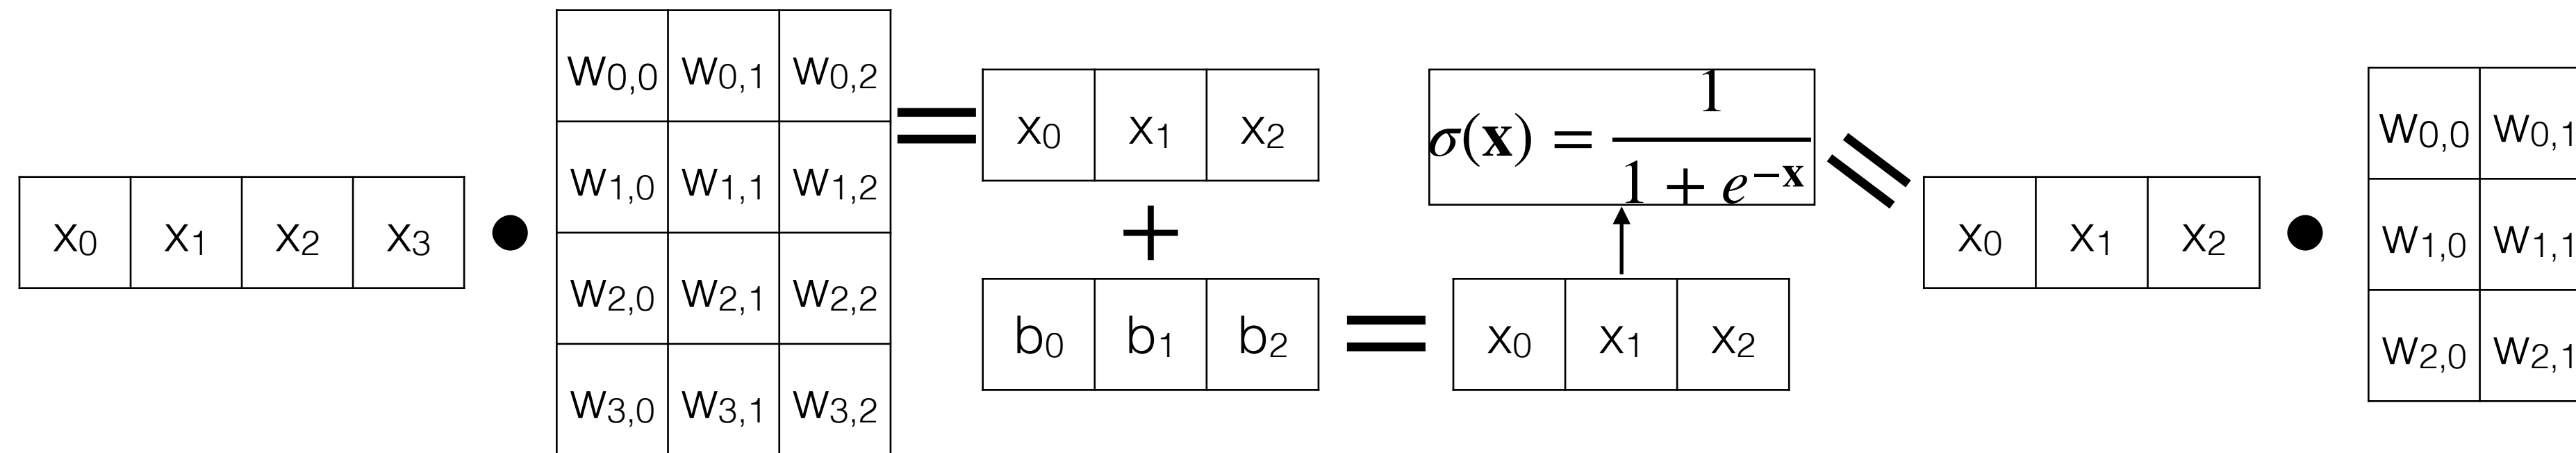 x0 x1 x2 x3
•
w0,0 w0,1 w0,2
w1,0 w1,1 w1,2
w2,0 w2,1 w2,2
w3,0 w3,1 w3,2
=
x0 x1 x2
+
b0 b1 b2
=
x0 x1 x2
σ(x) = 1 / (1 + e^−x)
=
x0 x1 x2
•
w0,0 w0,1
w1,0 w1,1
w2,0 w2,1